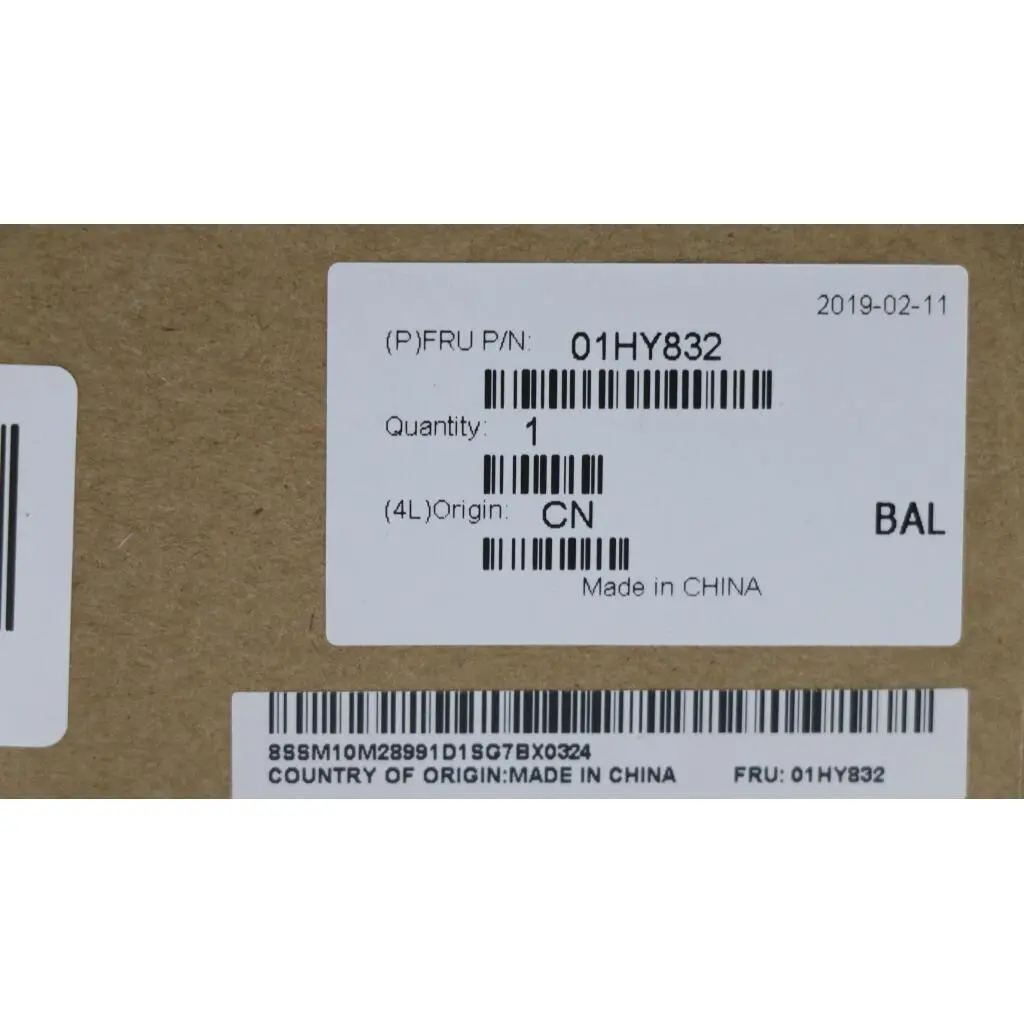 2019-02-11
(P)FRU P/N: 01HY832
Quantity: 1
(4L)Origin: CN
BAL
Made in CHINA
8SSM10M28991D1SG7BX0324
COUNTRY OF ORIGIN:MADE IN CHINA FRU: 01HY832